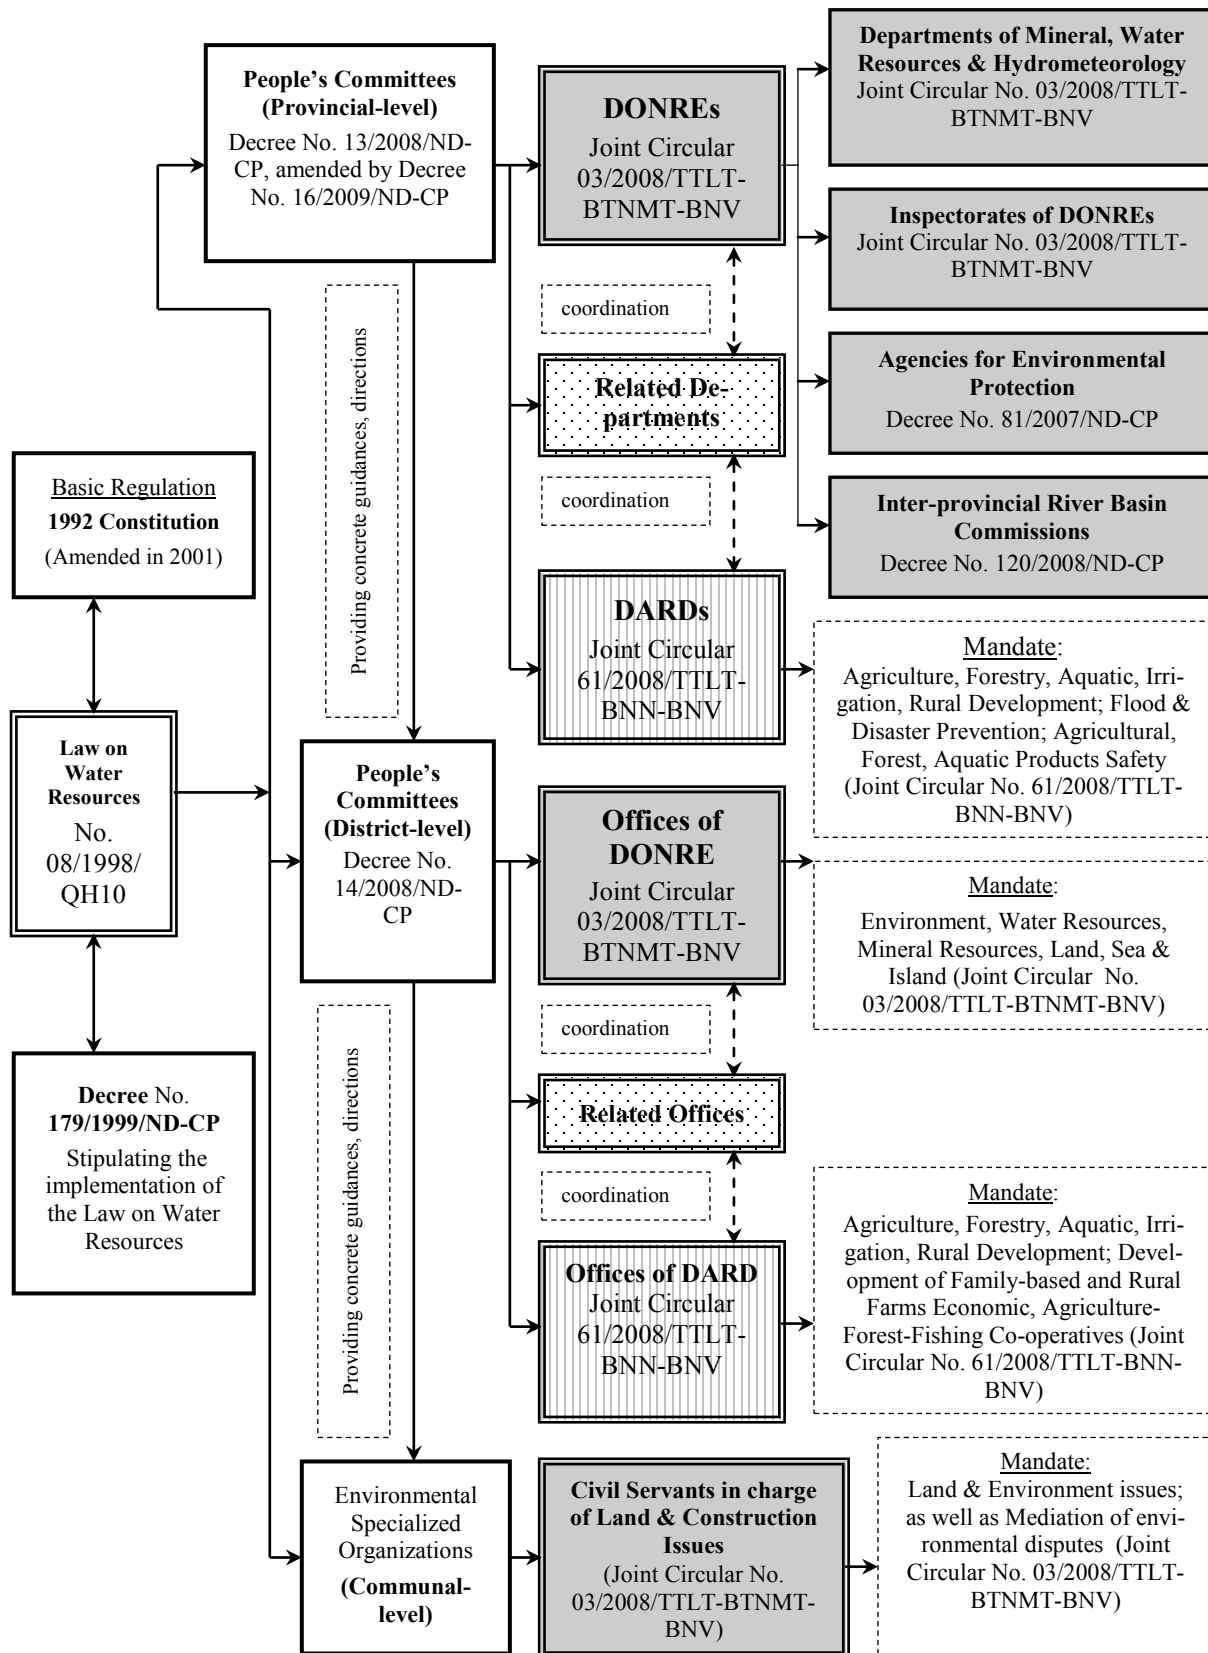 People's Committees
(Provincial-level)
Decree No. 13/2008/ND-
CP, amended by Decree
No. 16/2009/ND-CP
DONREs
Joint Circular
03/2008/TTLT-
BTNMT-BNV
Departments of Mineral, Water
Resources & Hydrometeorology
Joint Circular No. 03/2008/TTLT-
BTNMT-BNV
Inspectorates of DONREs
Joint Circular No. 03/2008/TTLT-
BTNMT-BNV
coordination
Providing concrete guidances, directions
Related De-
partments
Agencies for Environmental
Protection
Decree No. 81/2007/ND-CP
coordination
Inter-provincial River Basin
Commissions
Decree No. 120/2008/ND-CP
Basic Regulation
1992 Constitution
(Amended in 2001)
DARDs
Joint Circular
61/2008/TTLT-
BNN-BNV
Mandate:
Agriculture, Forestry, Aquatic, Irri-
gation, Rural Development; Flood &
Disaster Prevention; Agricultural,
Forest, Aquatic Products Safety
(Joint Circular No. 61/2008/TTLT-
BNN-BNV)
Law on
Water
Resources
No.
08/1998/
QH10
People's
Committees
(District-level)
Decree No.
14/2008/ND-
CP
Offices of
DONRE
Joint Circular
03/2008/TTLT-
BTNMT-BNV
Mandate:
Environment, Water Resources,
Mineral Resources, Land, Sea &
Island (Joint Circular No.
03/2008/TTLT-BTNMT-BNV)
coordination
Providing concrete guidances, directions
Related Offices
coordination
Decree No.
179/1999/ND-CP
Stipulating the
implementation of
the Law on Water
Resources
Offices of DARD
Joint Circular
61/2008/TTLT-
BNN-BNV
Mandate:
Agriculture, Forestry, Aquatic, Irri-
gation, Rural Development; Devel-
opment of Family-based and Rural
Farms Economic, Agriculture-
Forest-Fishing Co-operatives (Joint
Circular No. 61/2008/TTLT-BNN-
BNV)
Environmental
Specialized
Organizations
(Communal-
level)
Civil Servants in charge
of Land & Construction
Issues
(Joint Circular No.
03/2008/TTLT-BTNMT-
BNV)
Mandate:
Land & Environment issues;
as well as Mediation of envi-
ronmental disputes (Joint
Circular No. 03/2008/TTLT-
BTNMT-BNV)